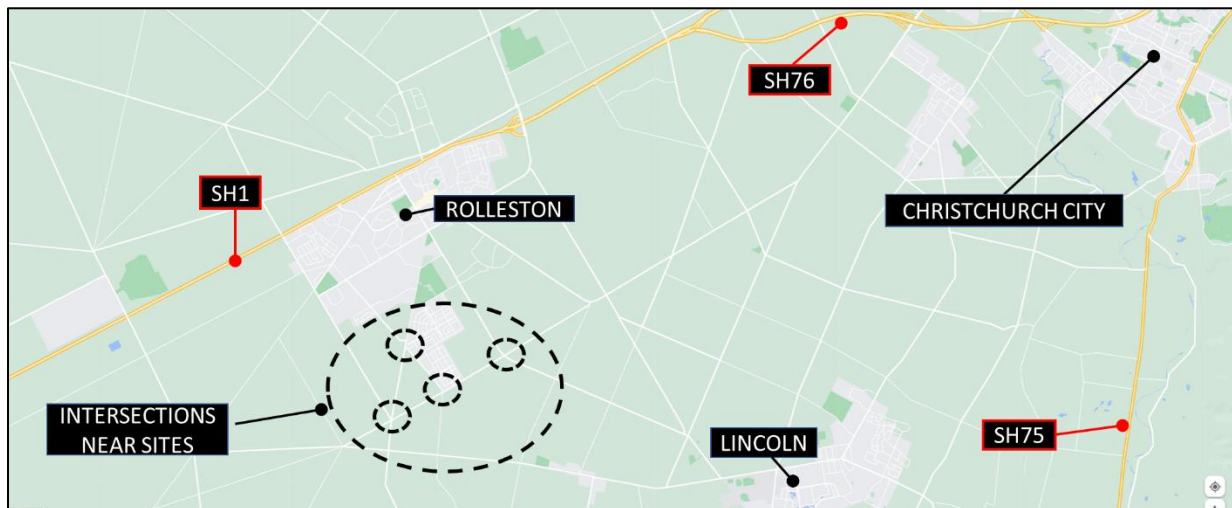 SH76
SH1
ROLLESTON
CHRISTCHURCH CITY
INTERSECTIONS
NEAR SITES
LINCOLN
SH75